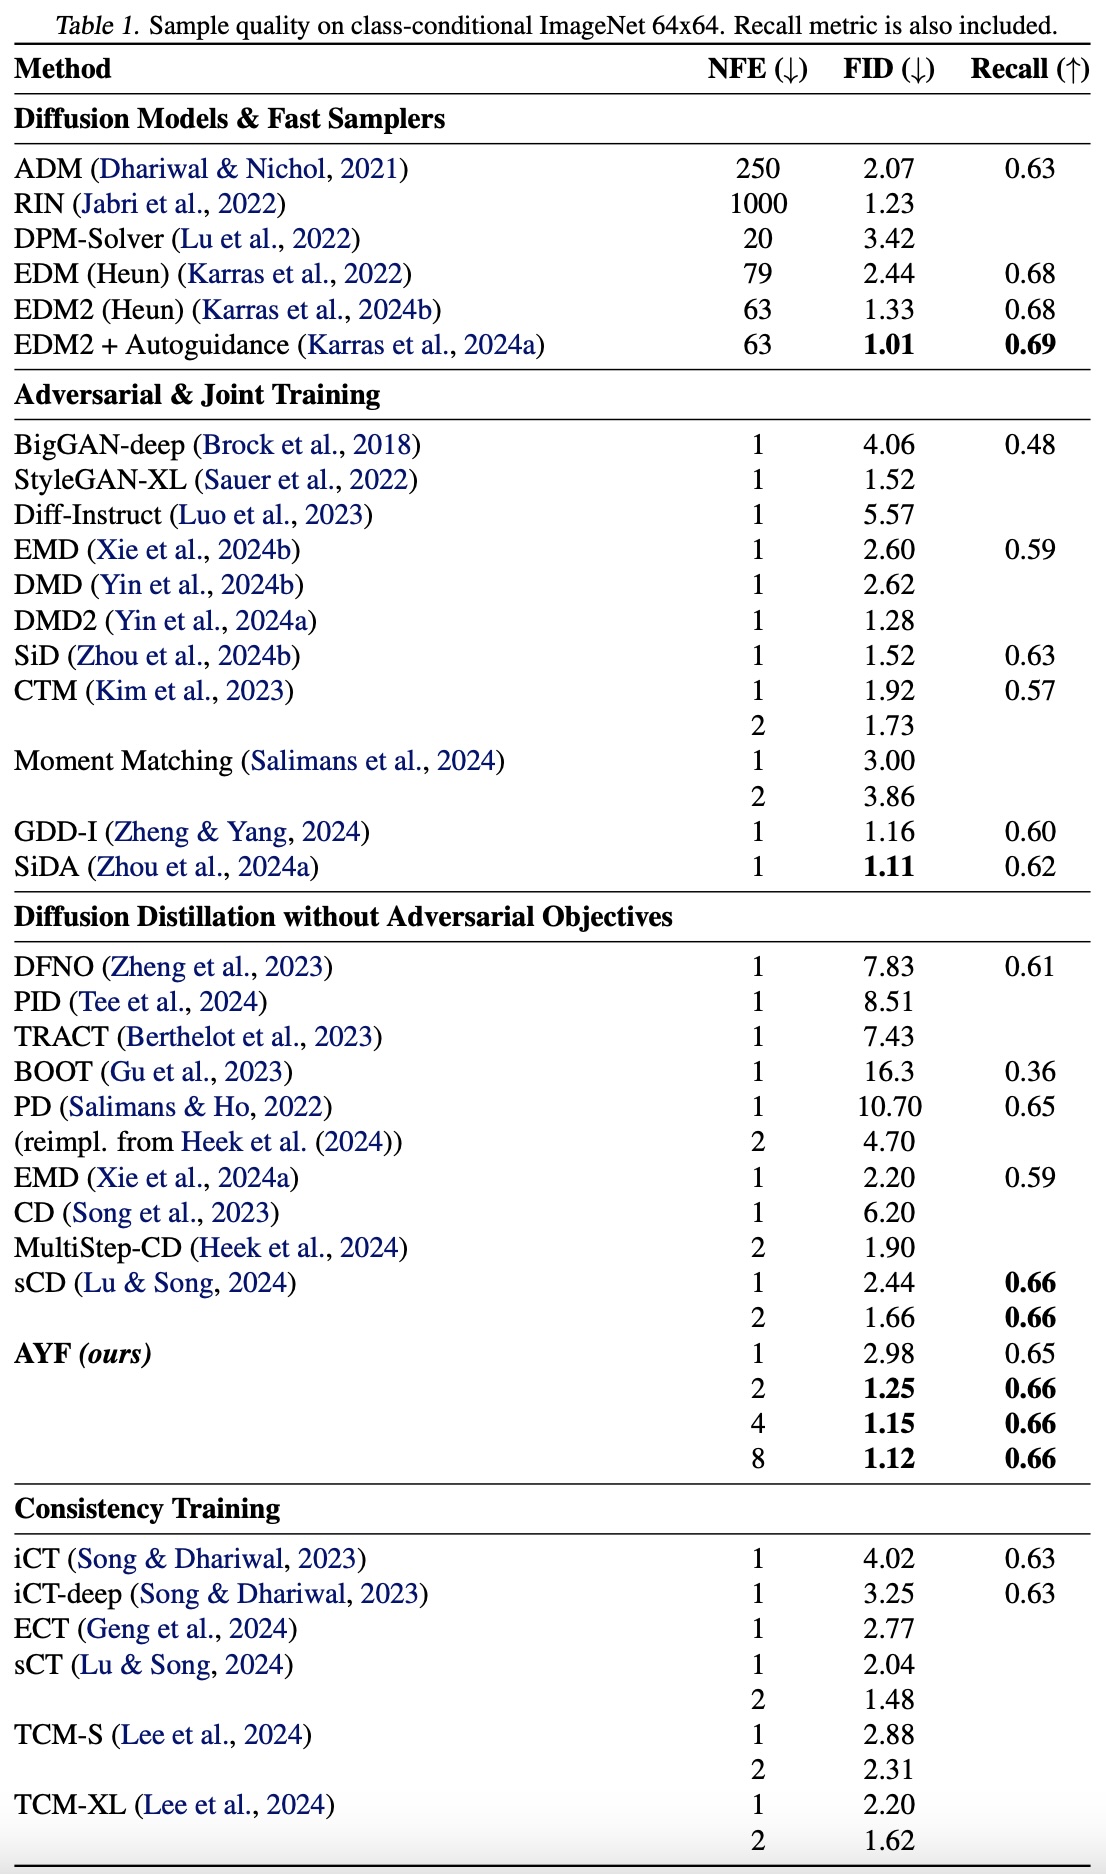 Table 1. Sample quality on class-conditional ImageNet 64x64. Recall metric is also included.
Method NFE (↓) FID (↓) Recall (↑)
Diffusion Models & Fast Samplers
ADM (Dhariwal & Nichol, 2021) 250 2.07 0.63
RIN (Jabri et al., 2022) 1000 1.23
DPM-Solver (Lu et al., 2022) 20 3.42
EDM (Heun) (Karras et al., 2022) 79 2.44 0.68
EDM2 (Heun) (Karras et al., 2024b) 63 1.33 0.68
EDM2 + Autoguidance (Karras et al., 2024a) 63 1.01 0.69
Adversarial & Joint Training
BigGAN-deep (Brock et al., 2018) 1 4.06 0.48
StyleGAN-XL (Sauer et al., 2022) 1 1.52
Diff-Instruct (Luo et al., 2023) 1 5.57
EMD (Xie et al., 2024b) 1 2.60 0.59
DMD (Yin et al., 2024b) 1 2.62
DMD2 (Yin et al., 2024a) 1 1.28
SiD (Zhou et al., 2024b) 1 1.52 0.63
CTM (Kim et al., 2023) 1 1.92 0.57
2 1.73
Moment Matching (Salimans et al., 2024) 1 3.00
2 3.86
GDD-I (Zheng & Yang, 2024) 1 1.16 0.60
SiDA (Zhou et al., 2024a) 1 1.11 0.62
Diffusion Distillation without Adversarial Objectives
DFNO (Zheng et al., 2023) 1 7.83 0.61
PID (Tee et al., 2024) 1 8.51
TRACT (Berthelot et al., 2023) 1 7.43
BOOT (Gu et al., 2023) 1 16.3 0.36
PD (Salimans & Ho, 2022) 1 10.70 0.65
(reimpl. from Heek et al. (2024)) 2 4.70
EMD (Xie et al., 2024a) 1 2.20 0.59
CD (Song et al., 2023) 1 6.20
MultiStep-CD (Heek et al., 2024) 2 1.90
sCD (Lu & Song, 2024) 1 2.44 0.66
2 1.66 0.66
AYF (ours) 1 2.98 0.65
2 1.25 0.66
4 1.15 0.66
8 1.12 0.66
Consistency Training
iCT (Song & Dhariwal, 2023) 1 4.02 0.63
iCT-deep (Song & Dhariwal, 2023) 1 3.25 0.63
ECT (Geng et al., 2024) 1 2.77
sCT (Lu & Song, 2024) 1 2.04
2 1.48
TCM-S (Lee et al., 2024) 1 2.88
2 2.31
TCM-XL (Lee et al., 2024) 1 2.20
2 1.62